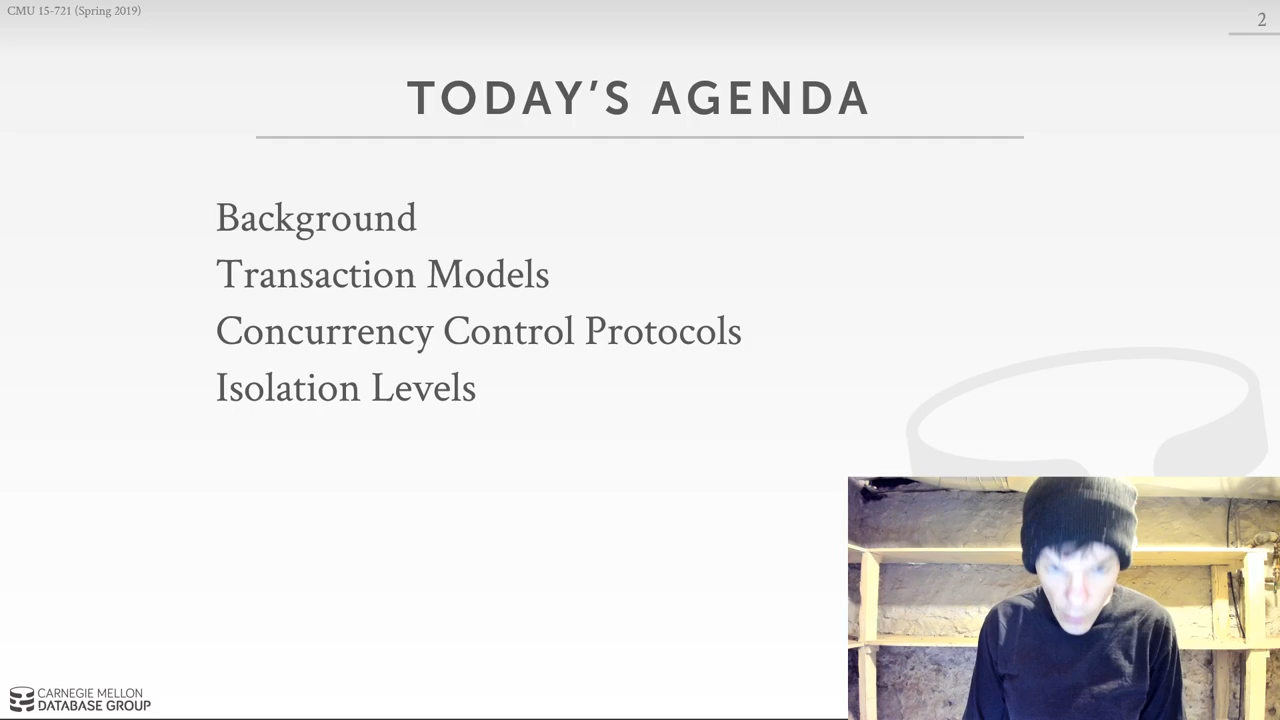 CMU 15-721 (Spring 2019)
2
TODAY'S AGENDA
Background
Transaction Models
Concurrency Control Protocols
Isolation Levels
CARNEGIE MELLON
DATABASE GROUP